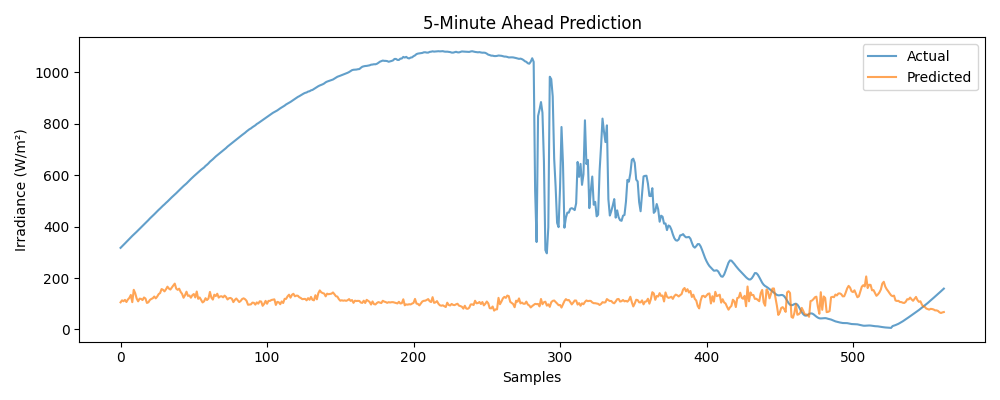 5-Minute Ahead Prediction
Irradiance (W/m²)
1000
800
600
400
200
0
0 100 200 300 400 500
Samples
Actual
Predicted